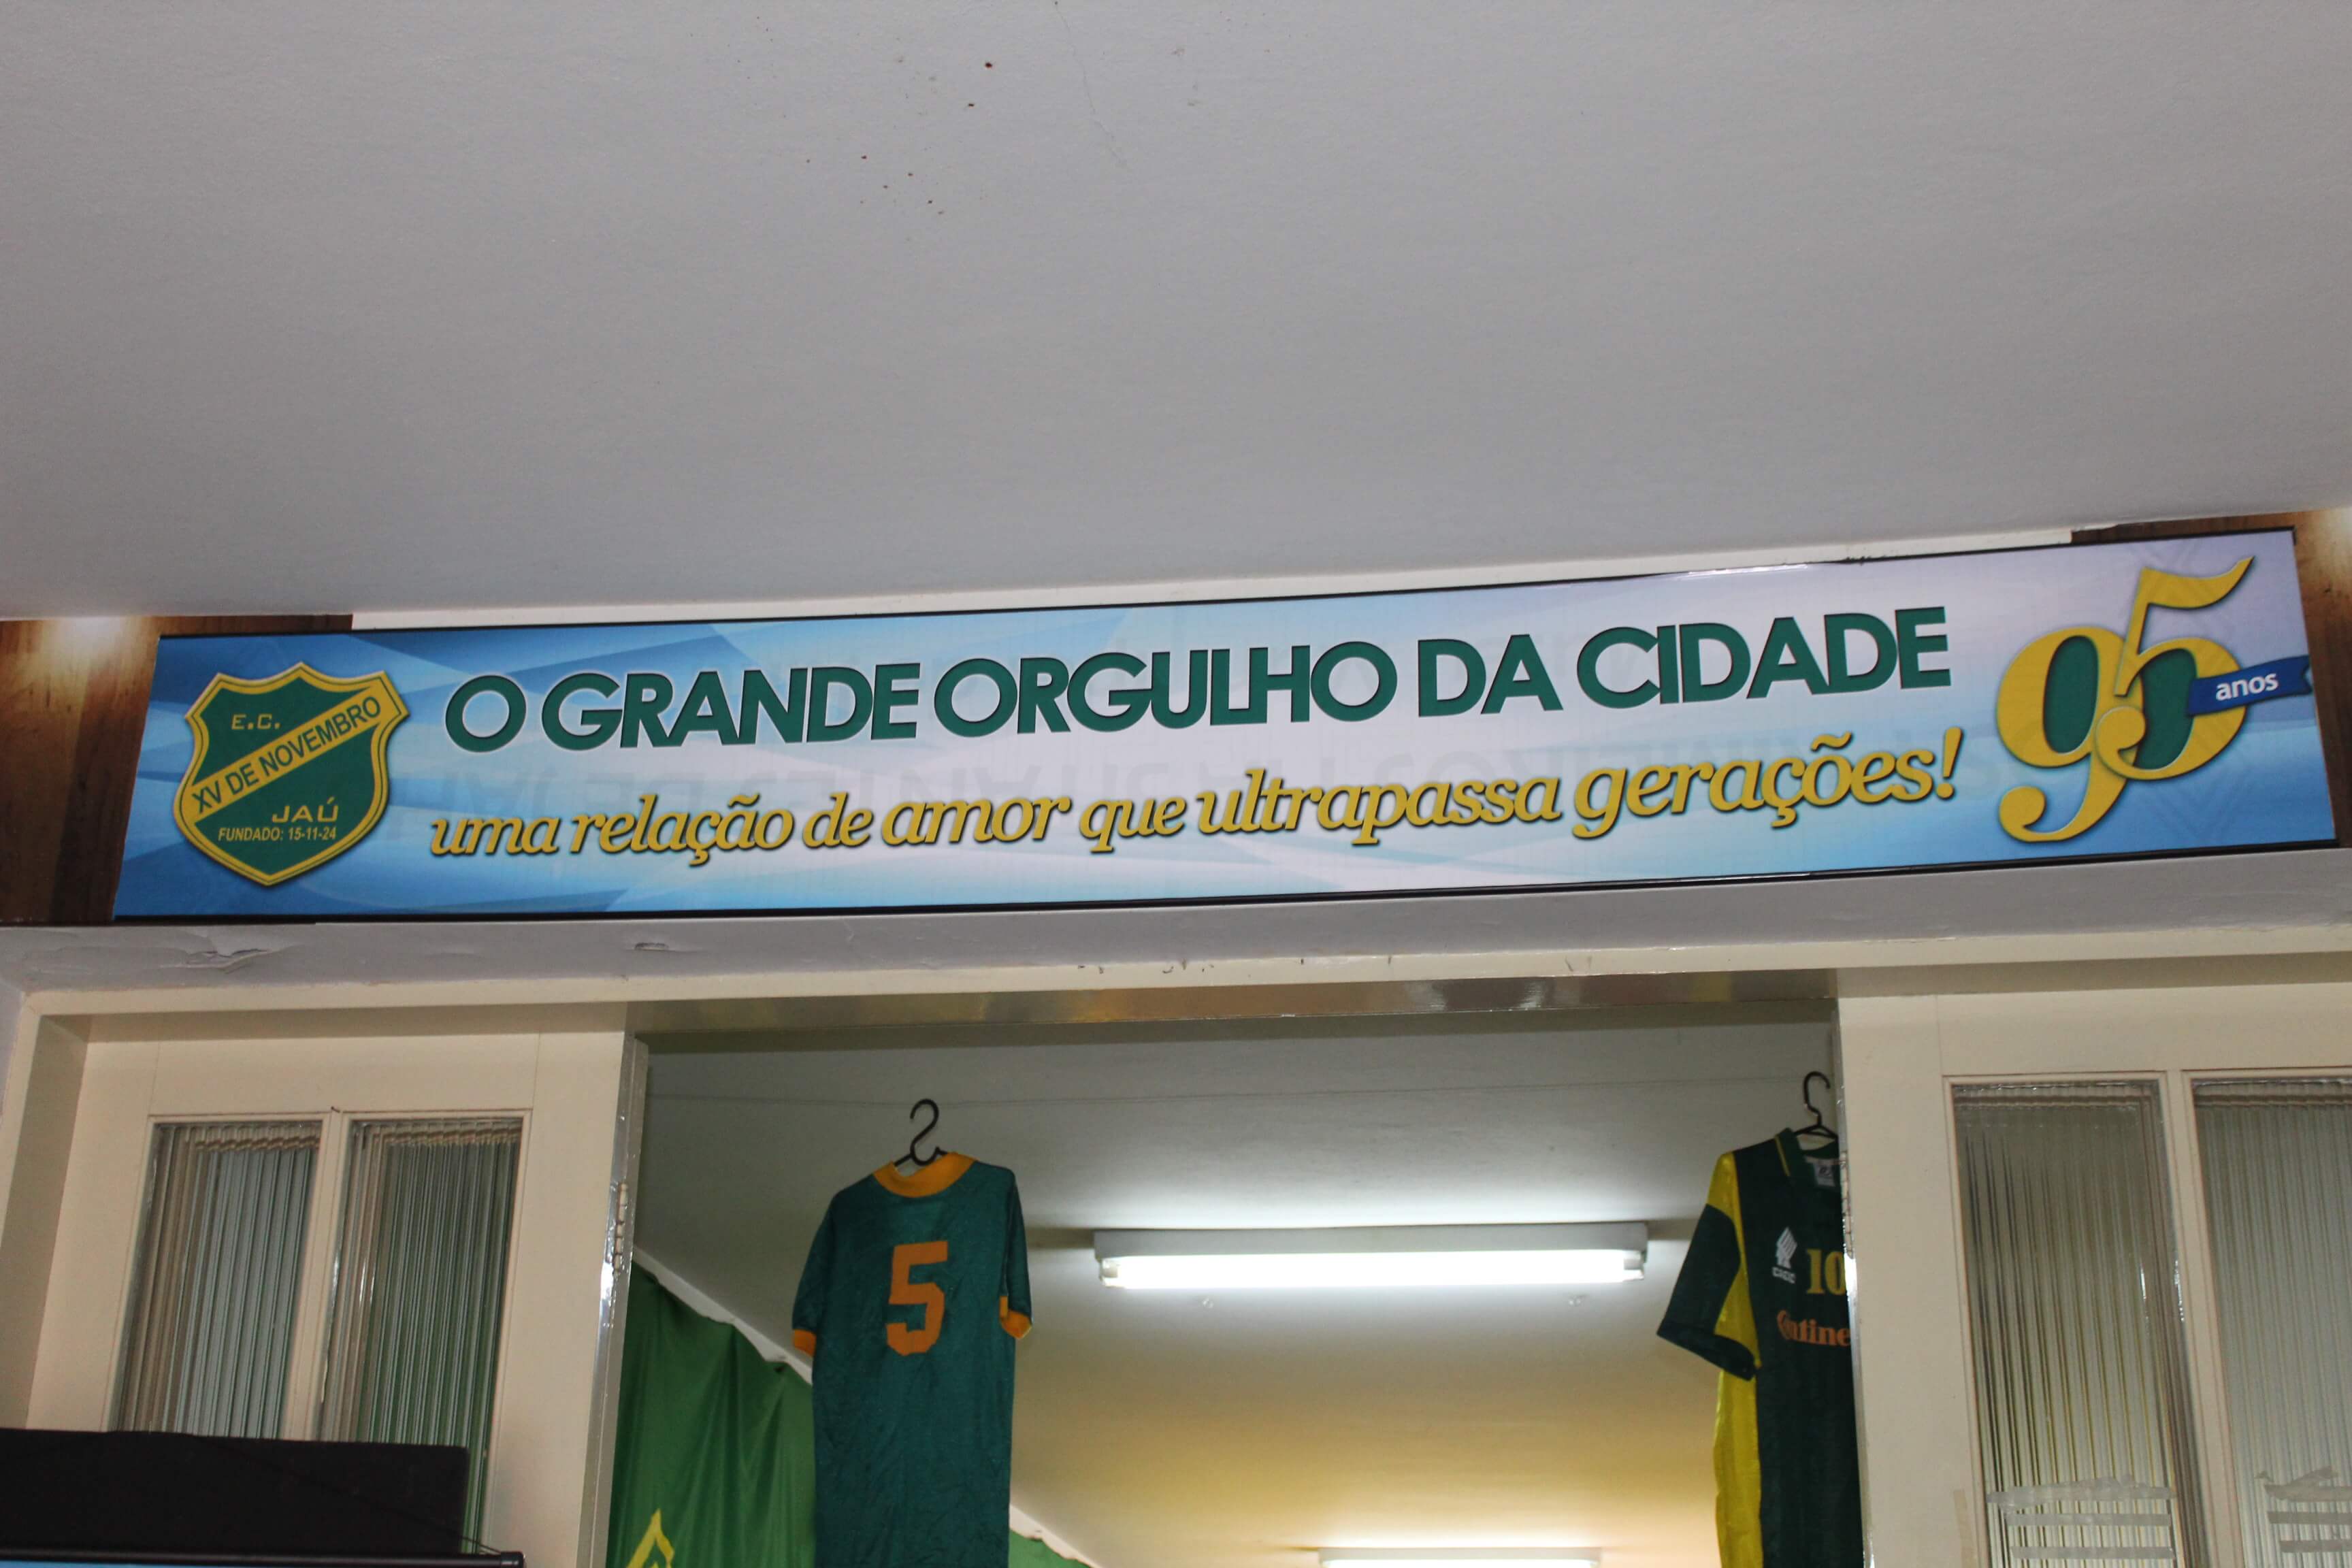 E.C.
XV DE NOVEMBRO
JAÚ
FUNDADO: 15-11-24
O GRANDE ORGULHO DA CIDADE
uma relação de amor que ultrapassa gerações!
95
anos
5
10